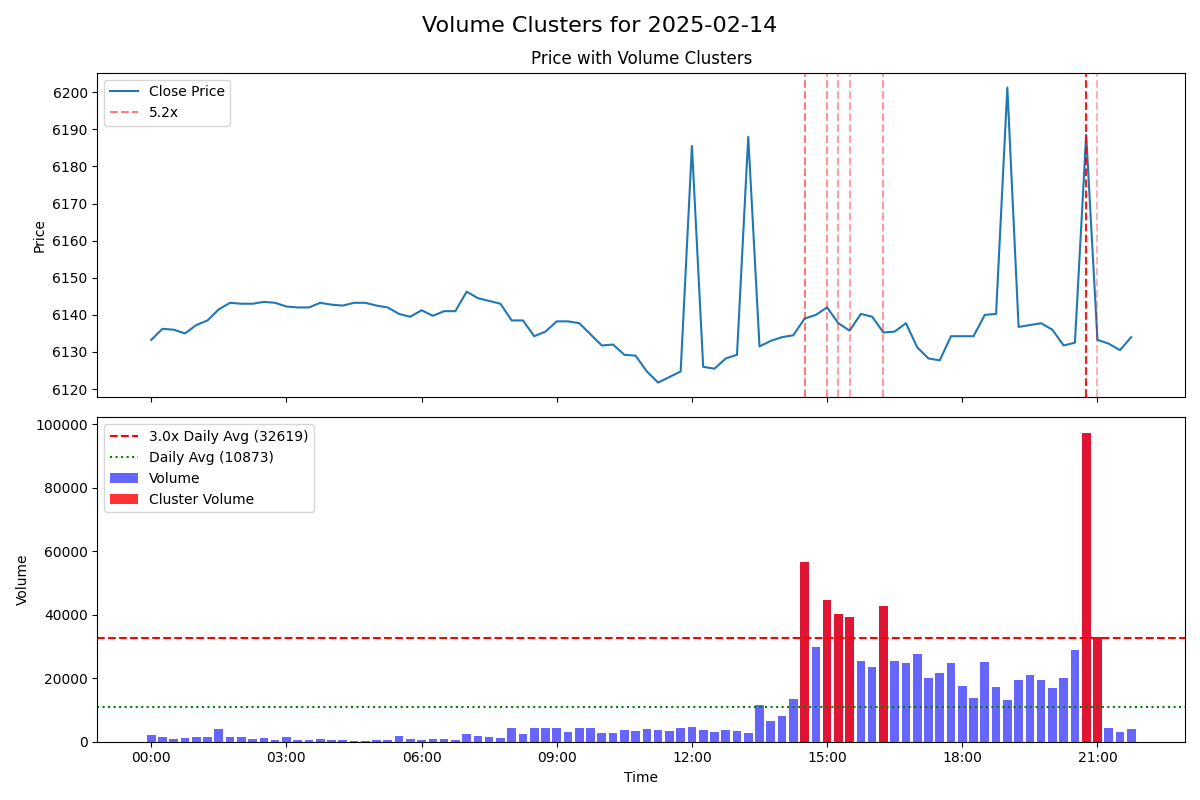 Volume Clusters for 2025-02-14
Price with Volume Clusters
Close Price
5.2x
6200
6190
6180
6170
6160
6150
6140
6130
6120
Price
3.0x Daily Avg (32619)
Daily Avg (10873)
Volume
Cluster Volume
100000
80000
60000
40000
20000
0
Volume
00:00 03:00 06:00 09:00 12:00 15:00 18:00 21:00
Time